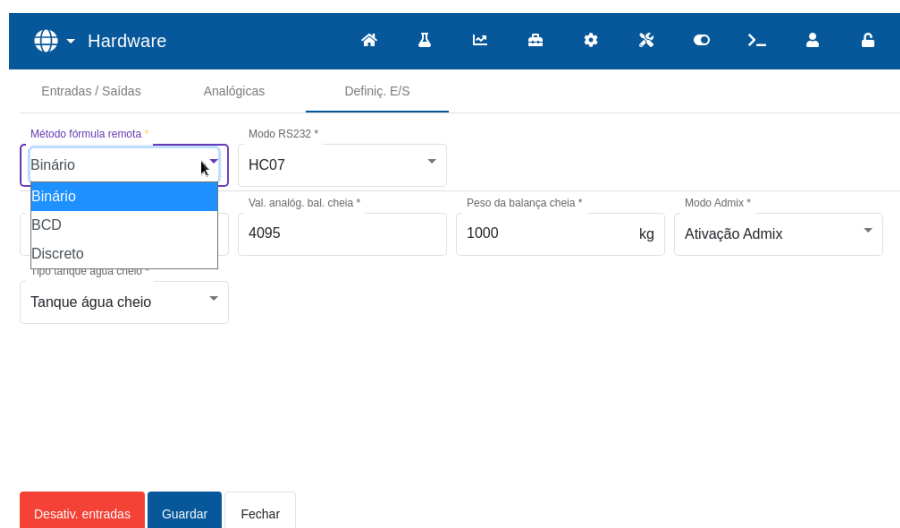 Hardware
Entradas / Saídas Analógicas Definiç. E/S
Método fórmula remota * Modo RS232 *
Binário HC07
Binário
BCD
Discreto
Val. analóg. bal. cheia * Peso da balança cheia * Modo Admix *
4095 1000 kg Ativação Admix
Tipo tanque água cheio *
Tanque água cheio
Desativ. entradas Guardar Fechar